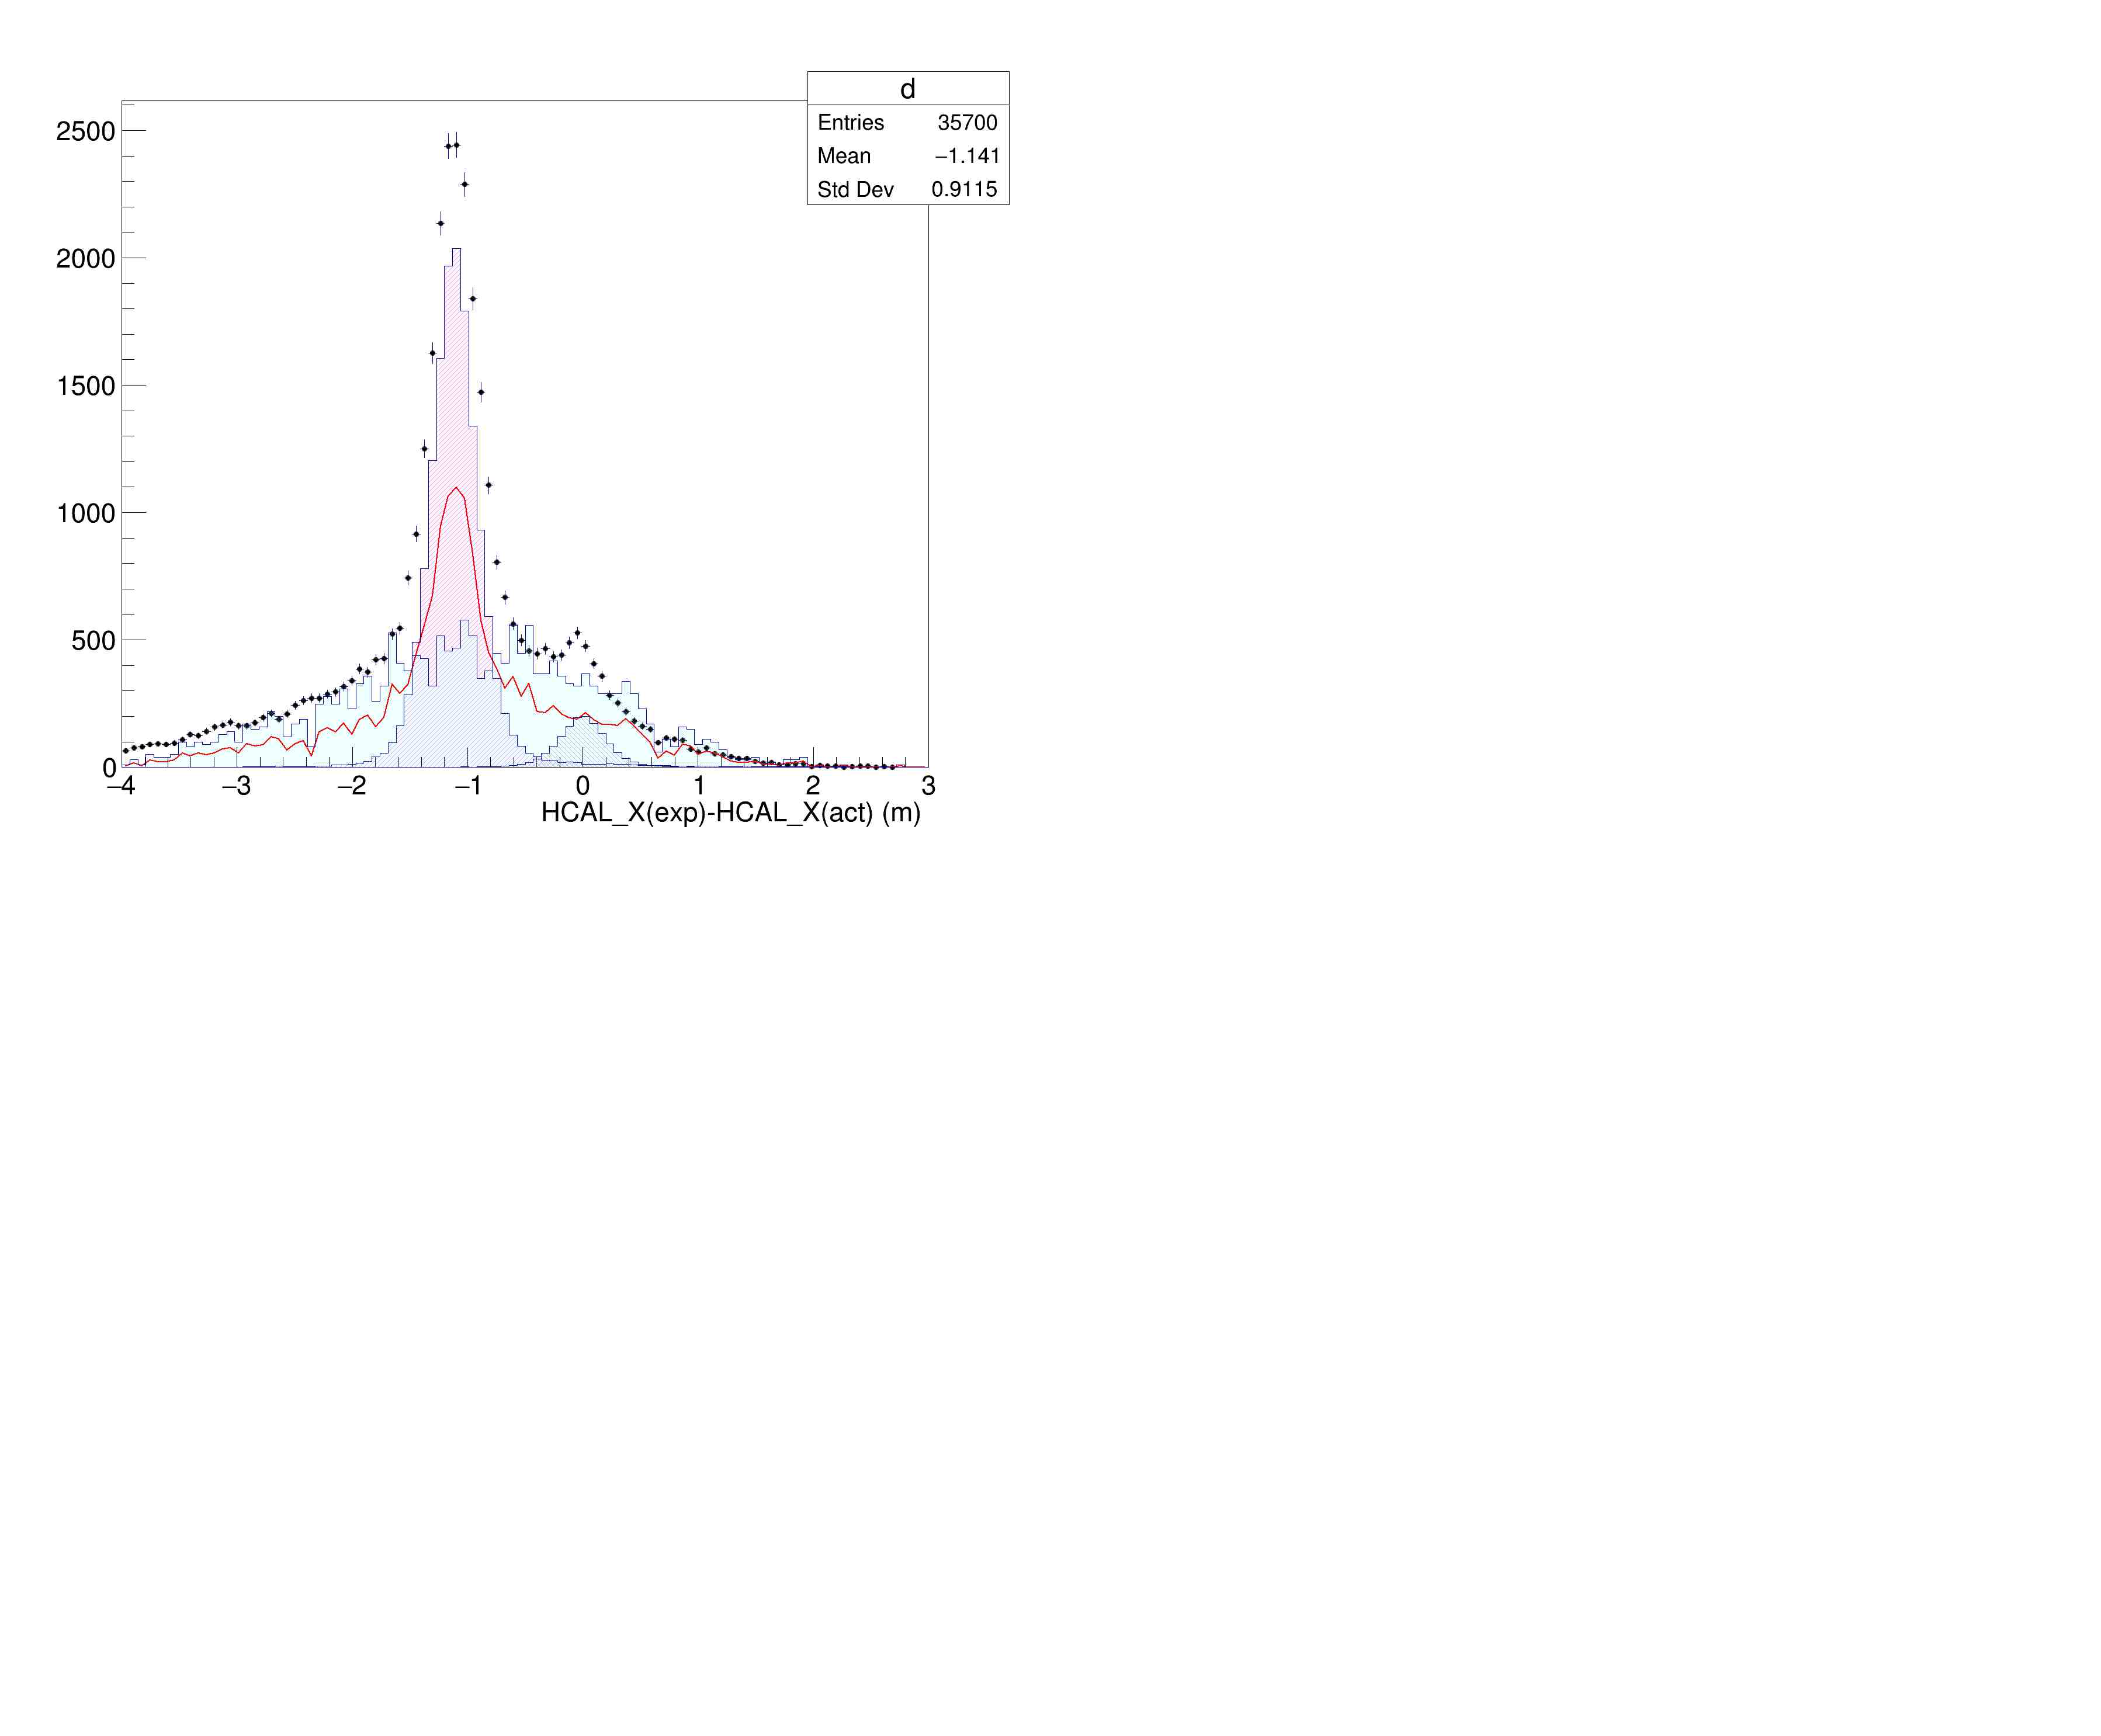 d
Entries 35700
Mean −1.141
Std Dev 0.9115
2500
2000
1500
1000
500
0
−4 −3 −2 −1 0 1 2 3
HCAL_X(exp)-HCAL_X(act) (m)